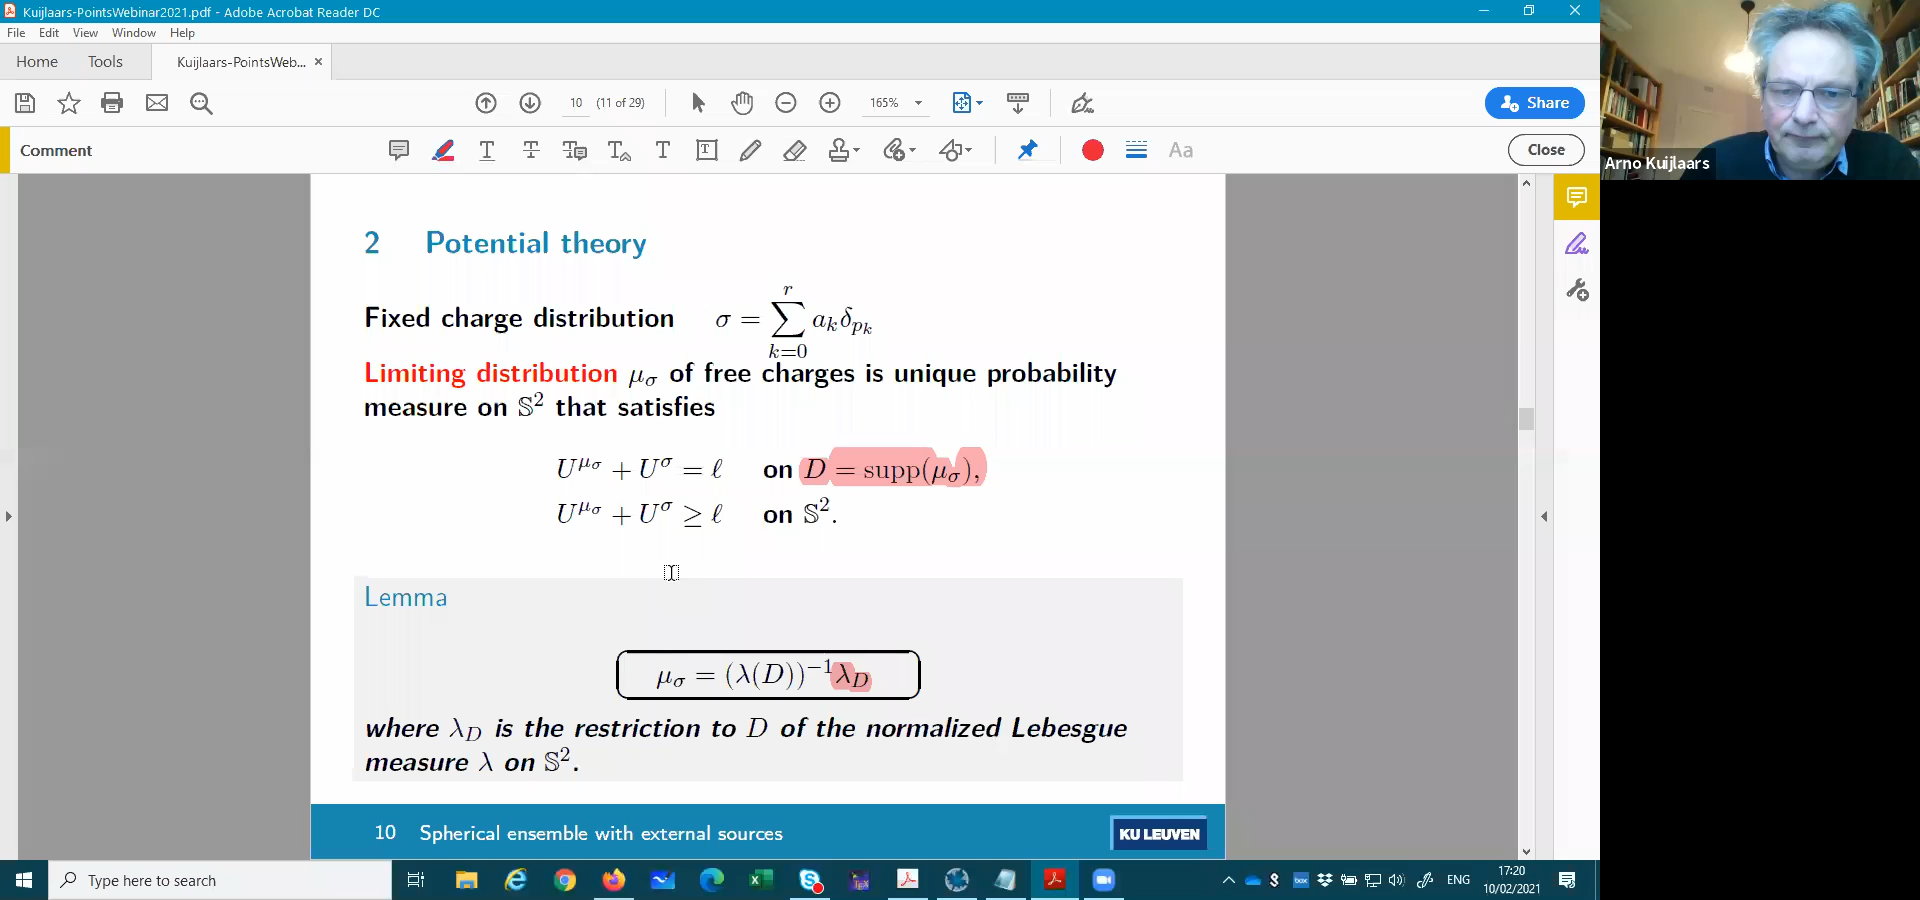 Kuijlaars-PointsWebinar2021.pdf - Adobe Acrobat Reader DC
File Edit View Window Help
Home Tools Kuijlaars-PointsWeb... ×
10 (11 of 29) 165% Share
Comment Aa Close
Arno Kuijlaars
2 Potential theory
Fixed charge distribution σ = ∑_{k=0}^{r} a_k δ_{p_k}
Limiting distribution μ_σ of free charges is unique probability
measure on 𝕊² that satisfies
U^{μ_σ} + U^σ = ℓ on D = supp(μ_σ),
U^{μ_σ} + U^σ ≥ ℓ on 𝕊².
Lemma
μ_σ = (λ(D))^{-1} λ_D
where λ_D is the restriction to D of the normalized Lebesgue
measure λ on 𝕊².
10 Spherical ensemble with external sources KU LEUVEN
Type here to search
ENG
17:20
10/02/2021